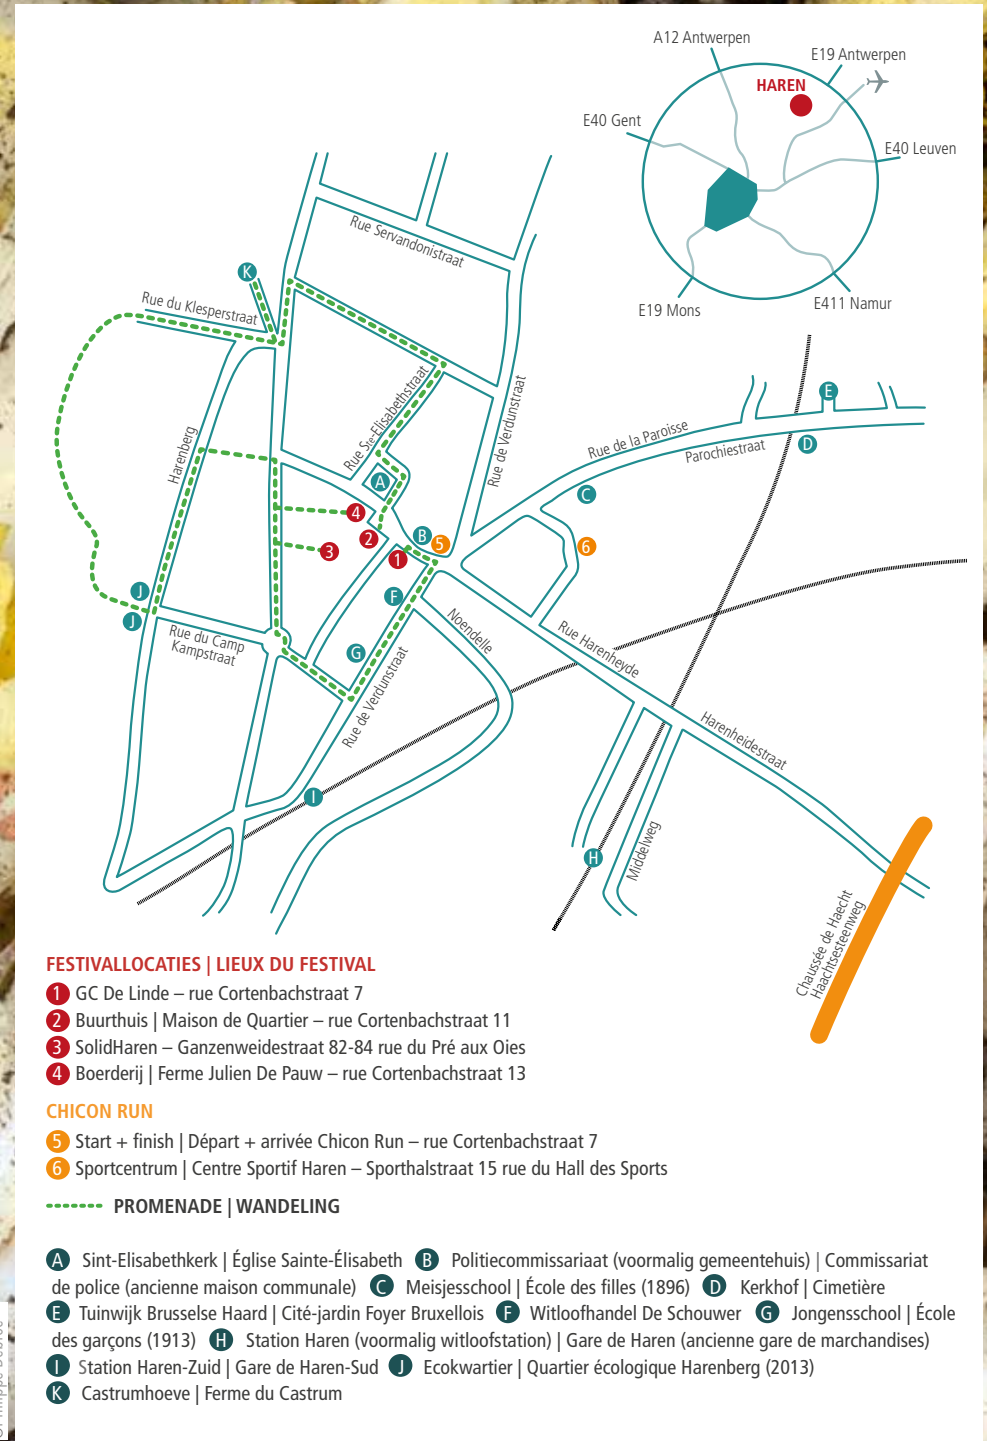 A12 Antwerpen
E19 Antwerpen
HAREN
E40 Gent
E40 Leuven
E19 Mons
E411 Namur
Rue Servandonistraat
K
Rue du Klesperstraat
Rue Ste-Elisabethstraat
Rue de Verdunstraat
Harenberg
E
Rue de la Paroisse
Parochiestraat
D
A
C
4
2
B
5
3
1
6
J
J
F
G
Noendelle
Rue du Camp
Kampstraat
Rue Harenheyde
Rue de Verdunstraat
Harenheidestraat
I
H
Middelweg
Chaussée de Haecht
Haachtsesteenweg
FESTIVALLOCATIES | LIEUX DU FESTIVAL
1 GC De Linde – rue Cortenbachstraat 7
2 Buurthuis | Maison de Quartier – rue Cortenbachstraat 11
3 SolidHaren – Ganzenweidestraat 82-84 rue du Pré aux Oies
4 Boerderij | Ferme Julien De Pauw – rue Cortenbachstraat 13
CHICON RUN
5 Start + finish | Départ + arrivée Chicon Run – rue Cortenbachstraat 7
6 Sportcentrum | Centre Sportif Haren – Sporthalstraat 15 rue du Hall des Sports
PROMENADE | WANDELING
A Sint-Elisabethkerk | Église Sainte-Élisabeth B Politiecommissariaat (voormalig gemeentehuis) | Commissariat
de police (ancienne maison communale) C Meisjesschool | École des filles (1896) D Kerkhof | Cimetière
E Tuinwijk Brusselse Haard | Cité-jardin Foyer Bruxellois F Witloofhandel De Schouwer G Jongensschool | École
des garçons (1913) H Station Haren (voormalig witloofstation) | Gare de Haren (ancienne gare de marchandises)
I Station Haren-Zuid | Gare de Haren-Sud J Ecokwartier | Quartier écologique Harenberg (2013)
K Castrumhoeve | Ferme du Castrum